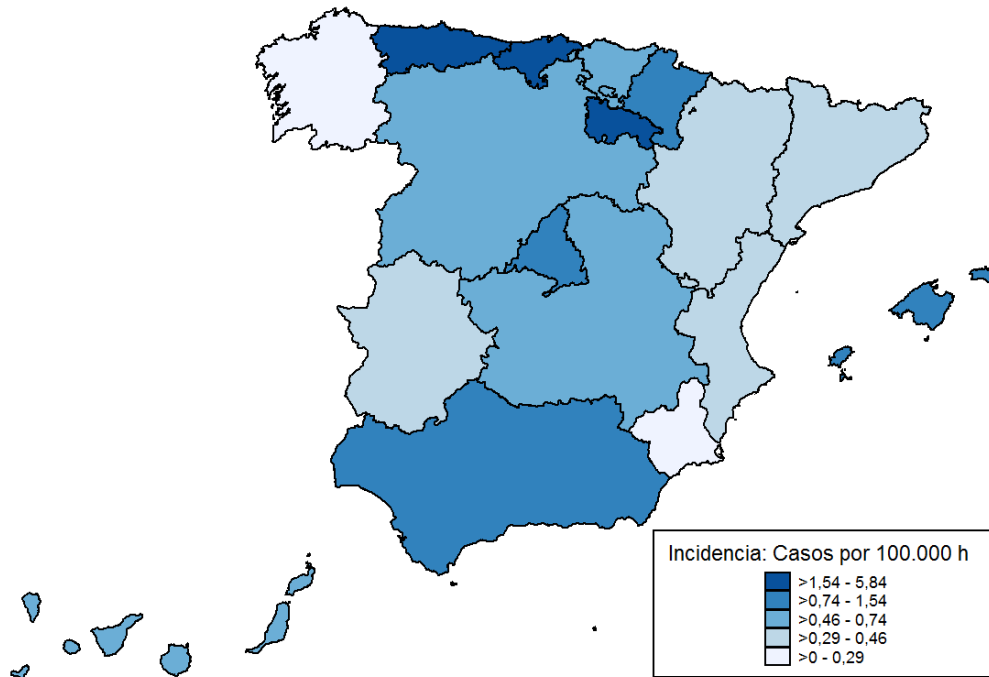 Incidencia: Casos por 100.000 h
>1,54 - 5,84
>0,74 - 1,54
>0,46 - 0,74
>0,29 - 0,46
>0 - 0,29